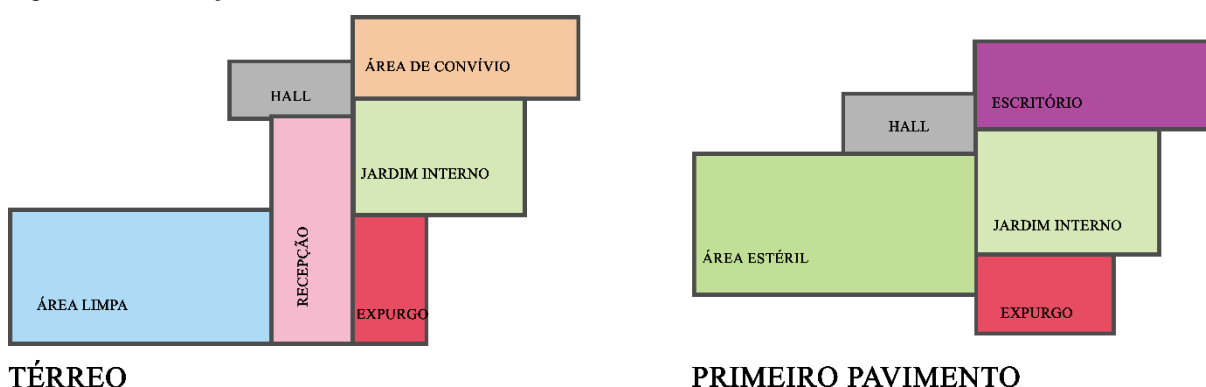 ÁREA DE CONVÍVIO
HALL
JARDIM INTERNO
RECEPÇÃO
ÁREA LIMPA
EXPURGO
TÉRREO
ESCRITÓRIO
HALL
JARDIM INTERNO
ÁREA ESTÉRIL
EXPURGO
PRIMEIRO PAVIMENTO